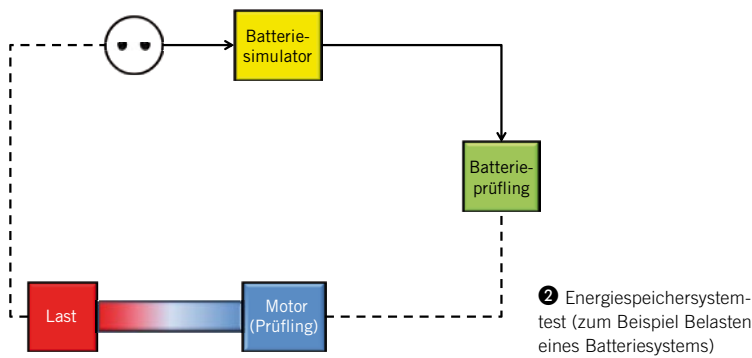 Batterie-
simulator
Batterie-
prüfling
Last
Motor
(Prüfling)
❷ Energiespeichersystem-
test (zum Beispiel Belasten
eines Batteriesystems)